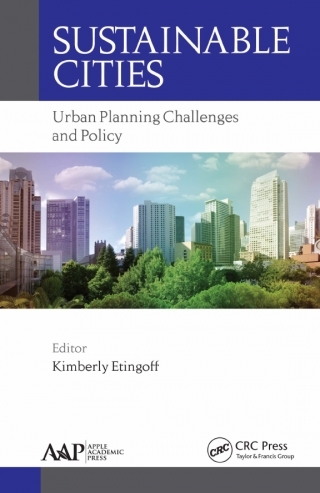 SUSTAINABLE
CITIES
Urban Planning Challenges
and Policy
Editor
Kimberly Etingoff
AAP APPLE
ACADEMIC
PRESS
CRC CRC Press
Taylor & Francis Group